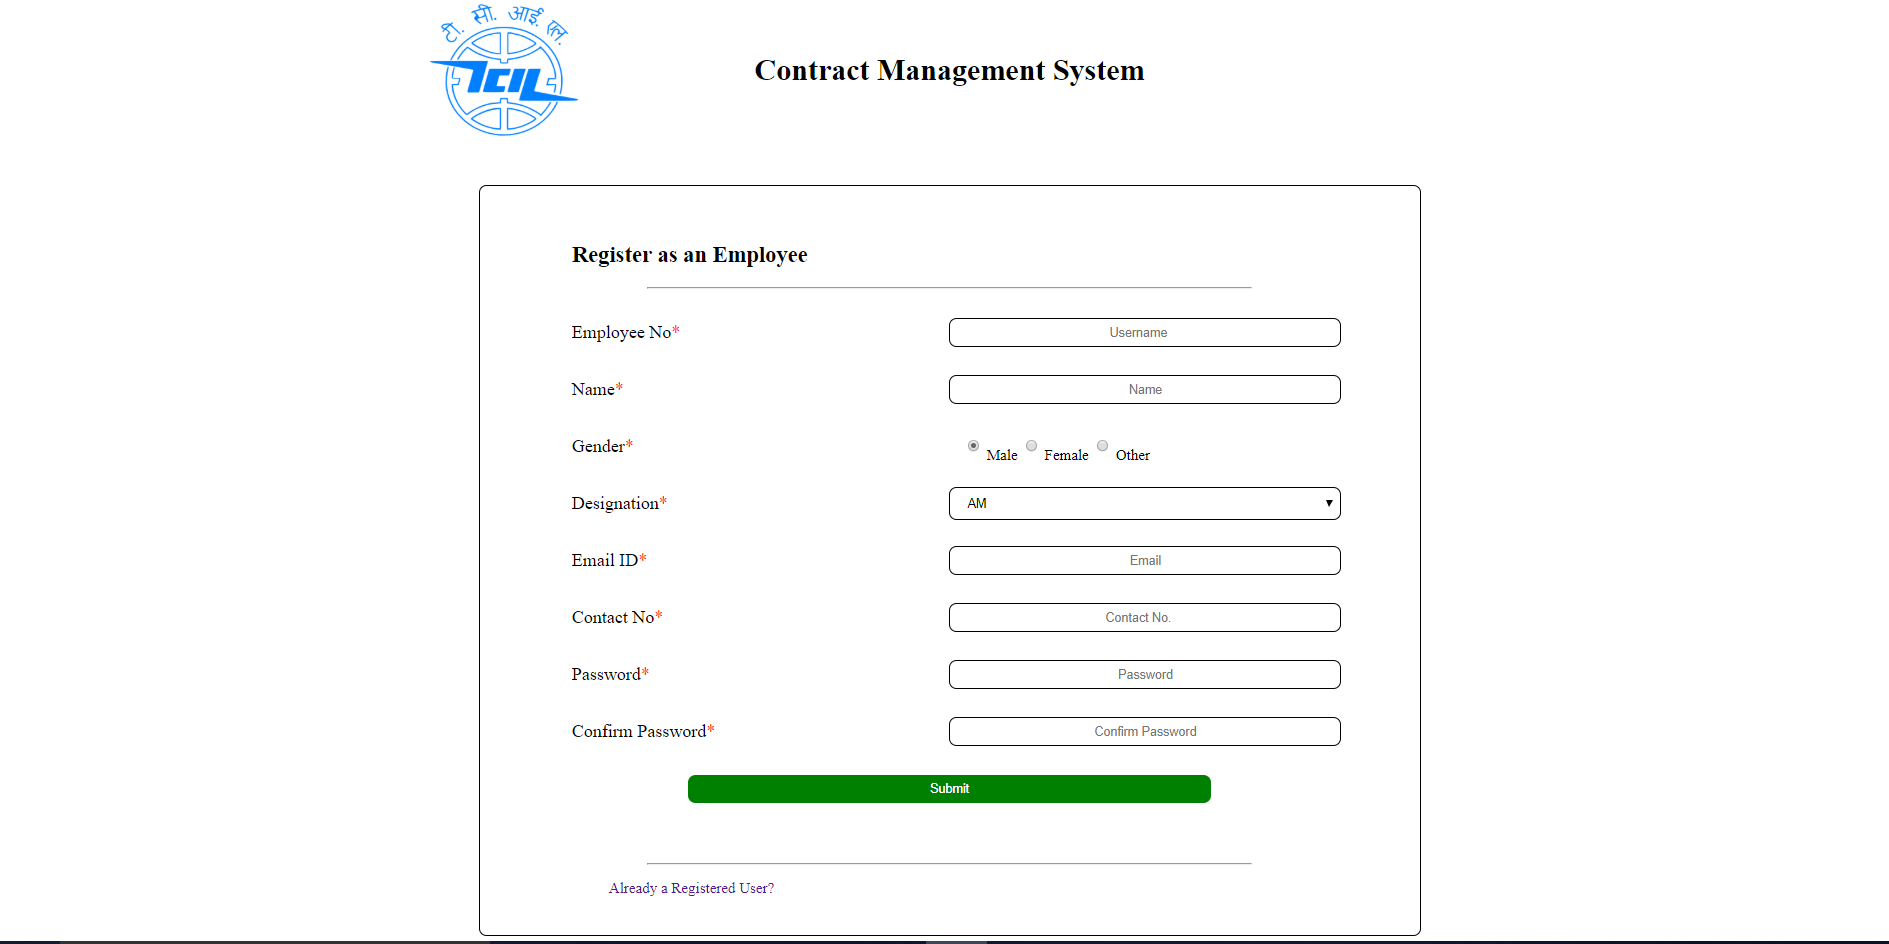 टी. सी. आई. एल.
TCIL
Contract Management System
Register as an Employee
Employee No* Username
Name* Name
Gender* Male Female Other
Designation* AM
Email ID* Email
Contact No* Contact No.
Password* Password
Confirm Password* Confirm Password
Submit
Already a Registered User?